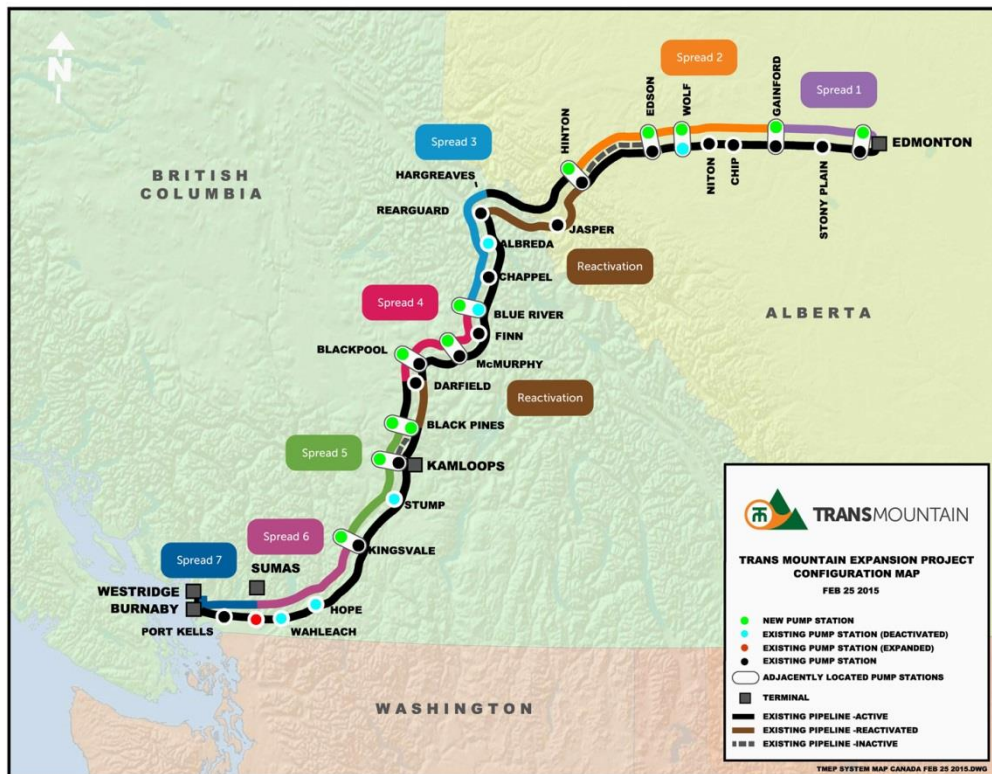 N
Spread 2
Spread 1
EDSON
WOLF
GAINFORD
HINTON
EDMONTON
NITON
CHIP
STONY PLAIN
Spread 3
HARGREAVES
BRITISH
COLUMBIA
REARGUARD
JASPER
ALBREDA
Reactivation
CHAPPEL
ALBERTA
Spread 4
BLUE RIVER
FINN
BLACKPOOL
McMURPHY
DARFIELD
Reactivation
BLACK PINES
Spread 5
KAMLOOPS
STUMP
Spread 6
KINGSVALE
Spread 7
SUMAS
WESTRIDGE
BURNABY
HOPE
PORT KELLS
WAHLEACH
WASHINGTON
TRANSMOUNTAIN
TRANS MOUNTAIN EXPANSION PROJECT
CONFIGURATION MAP
FEB 25 2015
NEW PUMP STATION
EXISTING PUMP STATION (DEACTIVATED)
EXISTING PUMP STATION (EXPANDED)
EXISTING PUMP STATION
ADJACENTLY LOCATED PUMP STATIONS
TERMINAL
EXISTING PIPELINE -ACTIVE
EXISTING PIPELINE -REACTIVATED
EXISTING PIPELINE -INACTIVE
TMEP SYSTEM MAP CANADA FEB 25 2015.DWG